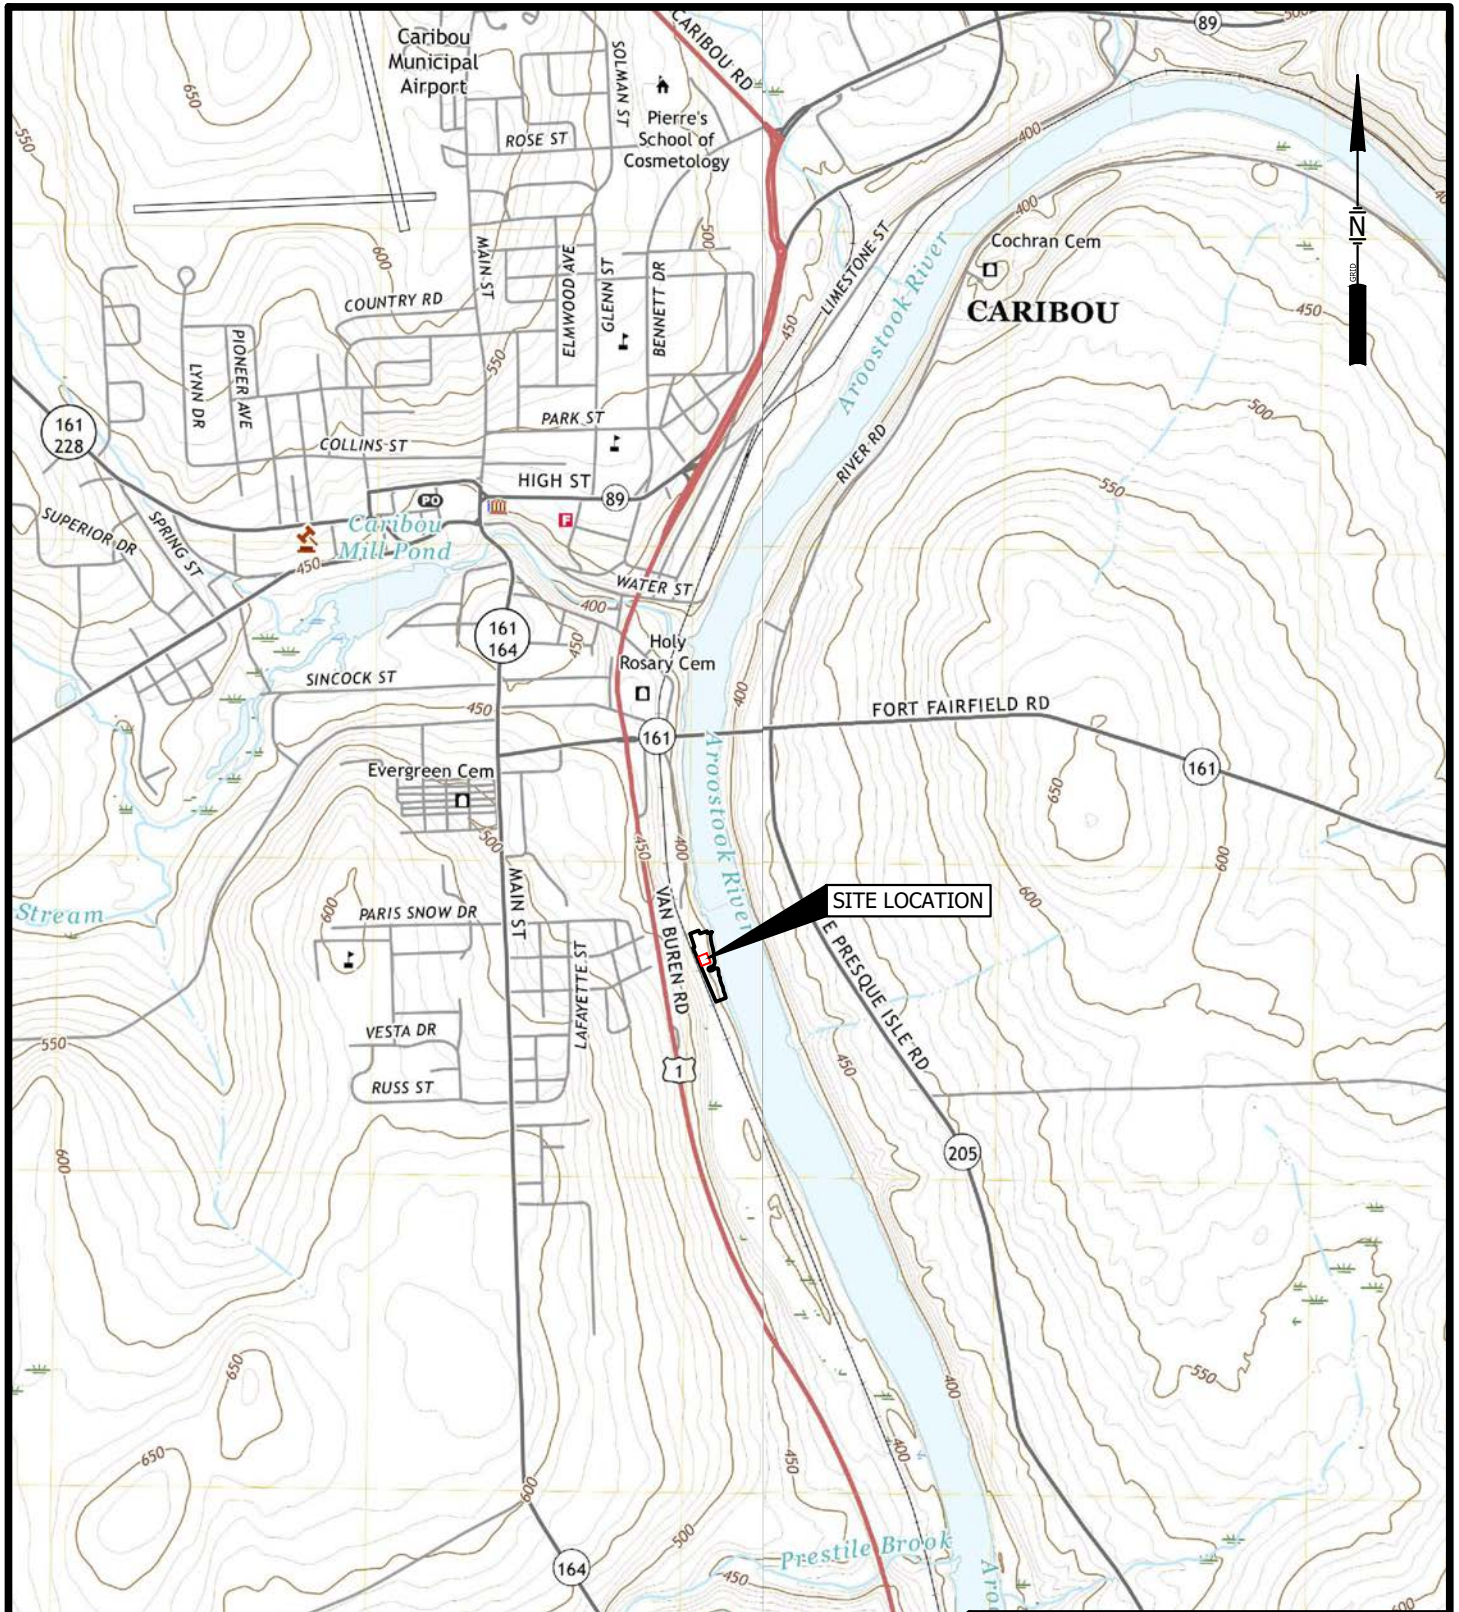 CARIBOU RD
89
500
Caribou
Municipal
Airport
SOLMAN ST
650
550
Pierre's
School of
Cosmetology
ROSE ST
400
400
N
GRID
Cochran Cem
CARIBOU
MAIN ST
600
500
ELMWOOD AVE
GLENN ST
BENNETT DR
LIMESTONE ST
Aroostook River
COUNTRY RD
450
450
PIONEER AVE
LYNN DR
550
500
161
228
PARK ST
COLLINS ST
RIVER RD
HIGH ST
89
PO
F
550
SUPERIOR DR
SPRING ST
Caribou
Mill Pond
450
WATER ST
400
161
164
450
Holy
Rosary Cem
SINCOCK ST
400
450
FORT FAIRFIELD RD
161
161
Aroostook River
Evergreen Cem
650
500
450
400
600
MAIN ST
VAN BUREN RD
SITE LOCATION
600
Stream
600
PARIS SNOW DR
LAFAYETTE ST
E PRESQUE ISLE RD
550
VESTA DR
450
1
RUSS ST
600
205
650
550
400
650
450
400
600
500
164
Prestile Brook
450
Aroo
600